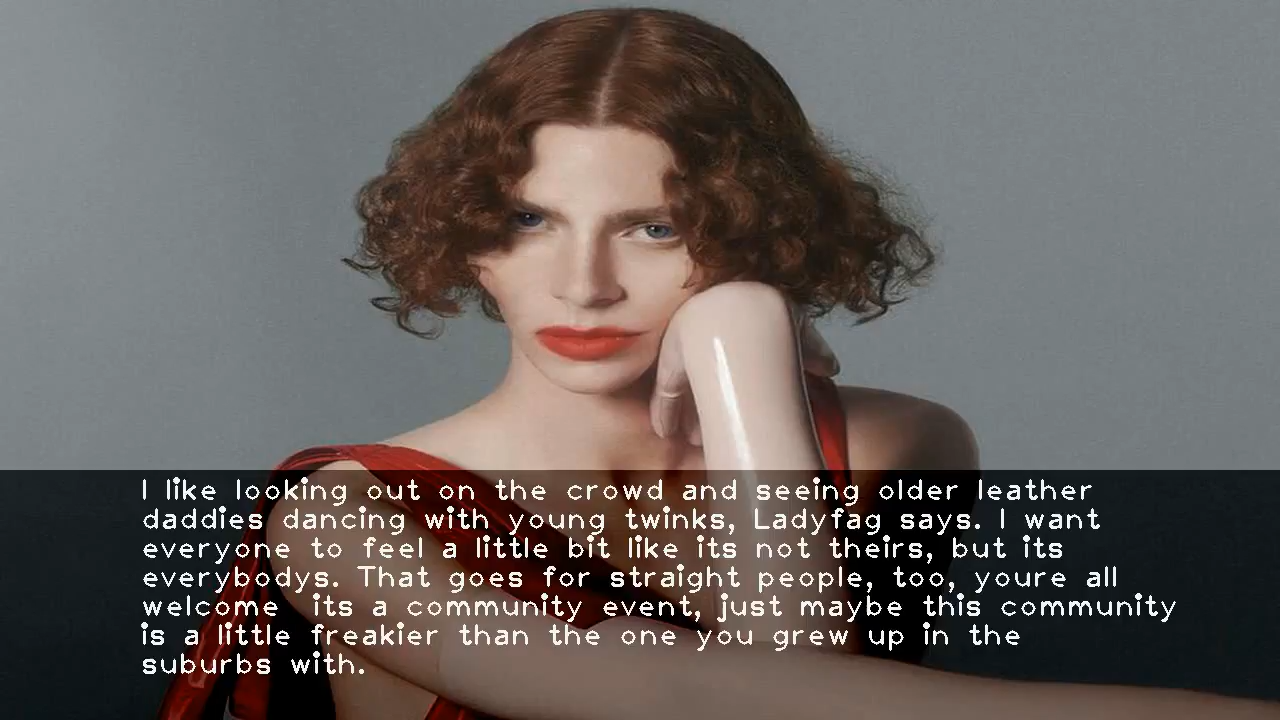 I like looking out on the crowd and seeing older leather
daddies dancing with young twinks, Ladyfag says. I want
everyone to feel a little bit like its not theirs, but its
everybodys. That goes for straight people, too, youre all
welcome  its a community event, just maybe this community
is a little freakier than the one you grew up in the
suburbs with.